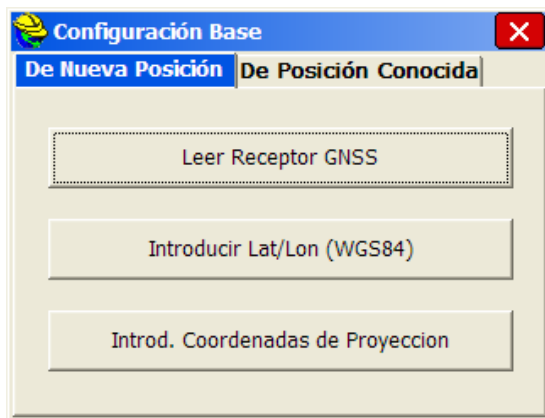 Configuración Base
De Nueva Posición De Posición Conocida
Leer Receptor GNSS
Introducir Lat/Lon (WGS84)
Introd. Coordenadas de Proyeccion